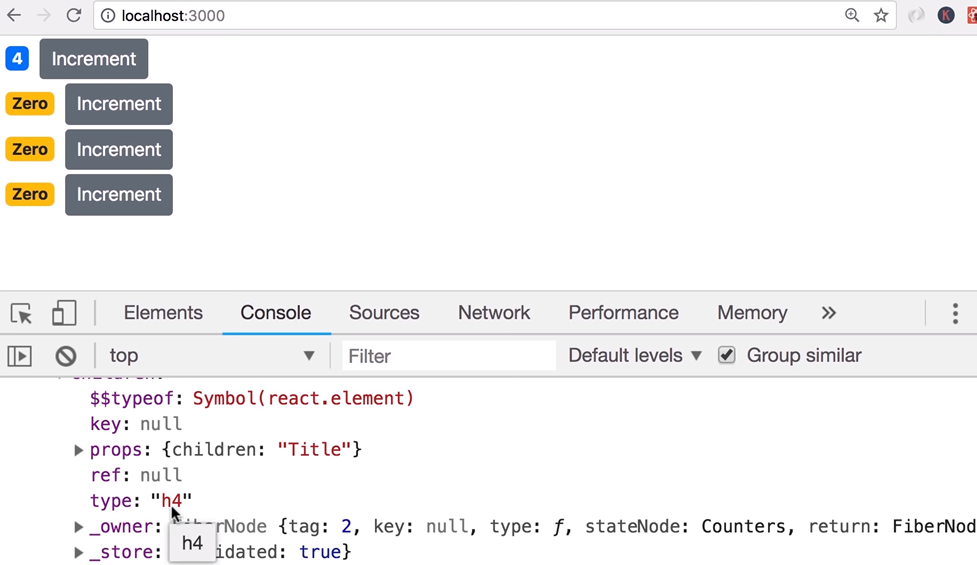 localhost:3000
K
4 Increment
Zero Increment
Zero Increment
Zero Increment
Elements Console Sources Network Performance Memory »
top ▼ Filter Default levels ▼ Group similar
$$typeof: Symbol(react.element)
key: null
▶ props: {children: "Title"}
ref: null
type: "h4"
▶ _owner: FiberNode {tag: 2, key: null, type: ƒ, stateNode: Counters, return: FiberNod
▶ _store: idated: true}
h4